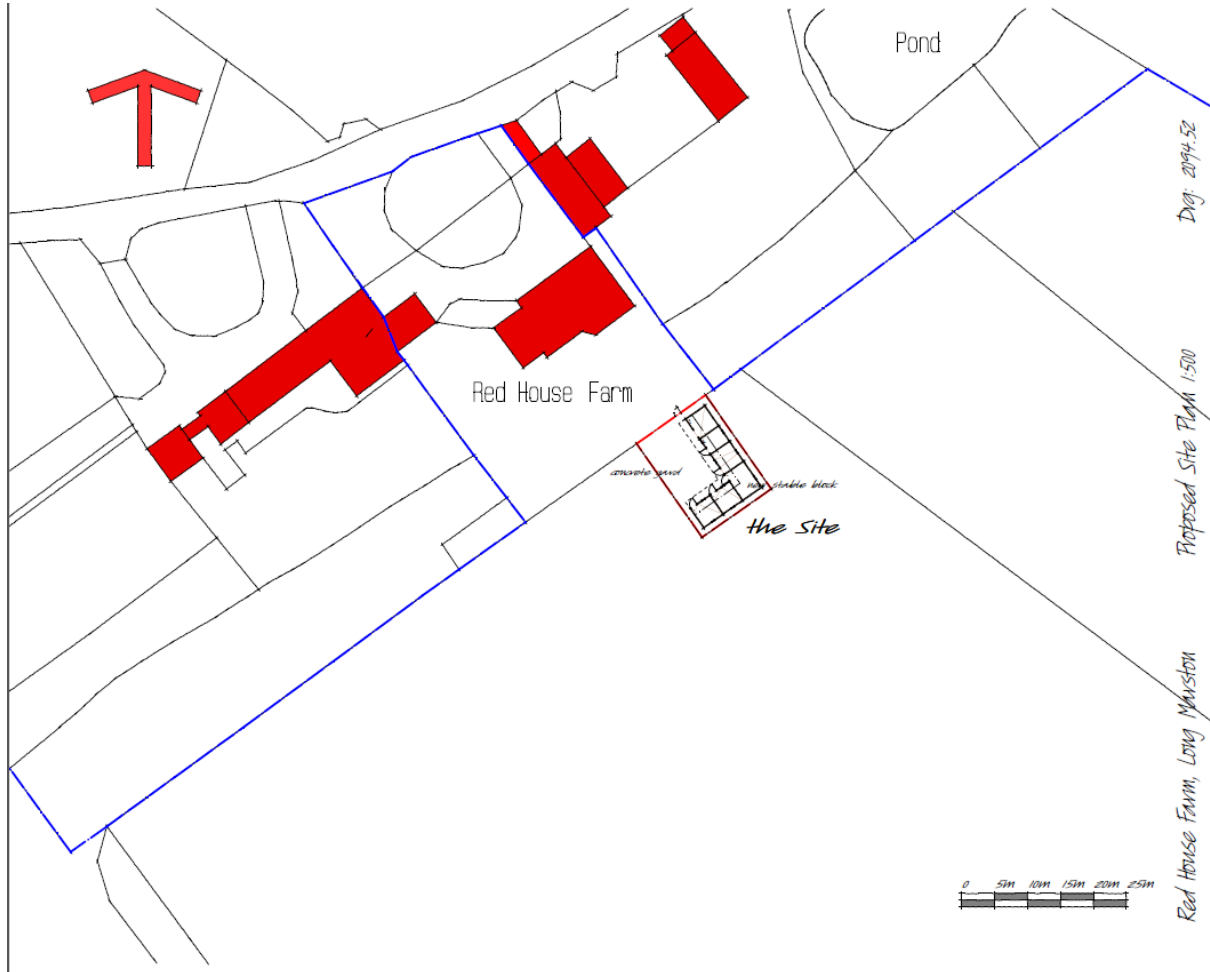 Pond
Red House Farm
concrete yard
new stable block
the Site
0 5m 10m 15m 20m 25m
Red House Farm, Long Marston
Proposed Site Plan 1:500
Drg: 2094.52